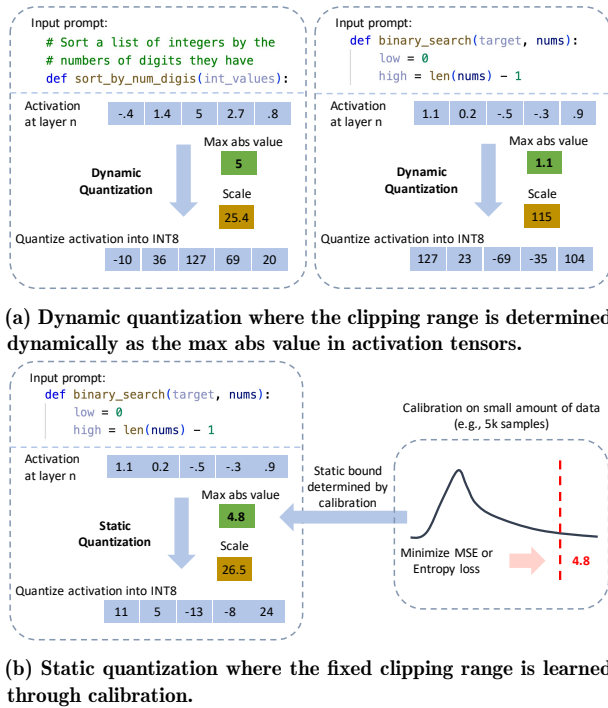 Input prompt:
# Sort a list of integers by the
# numbers of digits they have
def sort_by_num_digis(int_values):
Activation
at layer n
-.4 1.4 5 2.7 .8
Max abs value
5
Dynamic
Quantization
Scale
25.4
Quantize activation into INT8
-10 36 127 69 20
Input prompt:
def binary_search(target, nums):
low = 0
high = len(nums) - 1
Activation
at layer n
1.1 0.2 -.5 -.3 .9
Max abs value
1.1
Dynamic
Quantization
Scale
115
Quantize activation into INT8
127 23 -69 -35 104
(a) Dynamic quantization where the clipping range is determined
dynamically as the max abs value in activation tensors.
Input prompt:
def binary_search(target, nums):
low = 0
high = len(nums) - 1
Activation
at layer n
1.1 0.2 -.5 -.3 .9
Max abs value
4.8
Static
Quantization
Scale
26.5
Quantize activation into INT8
11 5 -13 -8 24
Static bound
determined by
calibration
Calibration on small amount of data
(e.g., 5k samples)
Minimize MSE or
Entropy loss
4.8
(b) Static quantization where the fixed clipping range is learned
through calibration.